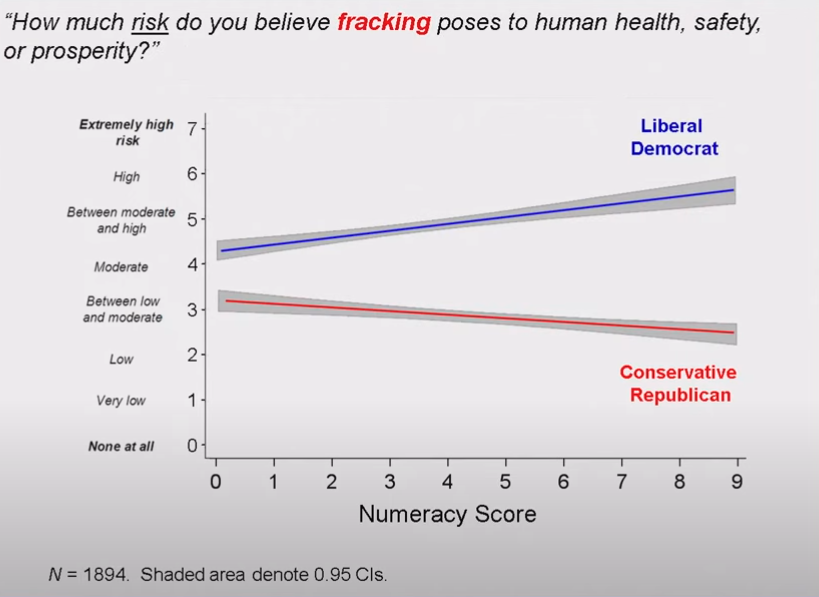 “How much risk do you believe fracking poses to human health, safety,
or prosperity?”
Extremely high
risk
7
High
6
Between moderate
and high
5
Moderate
4
Between low
and moderate
3
Low
2
Very low
1
None at all
0
Liberal
Democrat
Conservative
Republican
0 1 2 3 4 5 6 7 8 9
Numeracy Score
N = 1894. Shaded area denote 0.95 CIs.